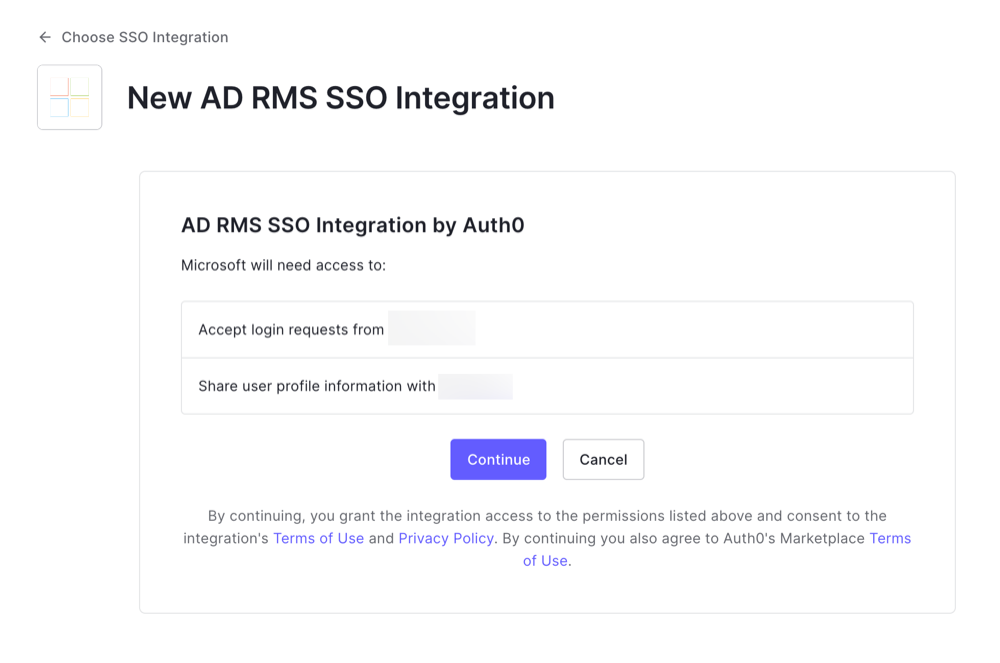 Choose SSO Integration
New AD RMS SSO Integration
AD RMS SSO Integration by Auth0
Microsoft will need access to:
Accept login requests from
Share user profile information with
Continue
Cancel
By continuing, you grant the integration access to the permissions listed above and consent to the
integration's Terms of Use and Privacy Policy. By continuing you also agree to Auth0's Marketplace Terms
of Use.